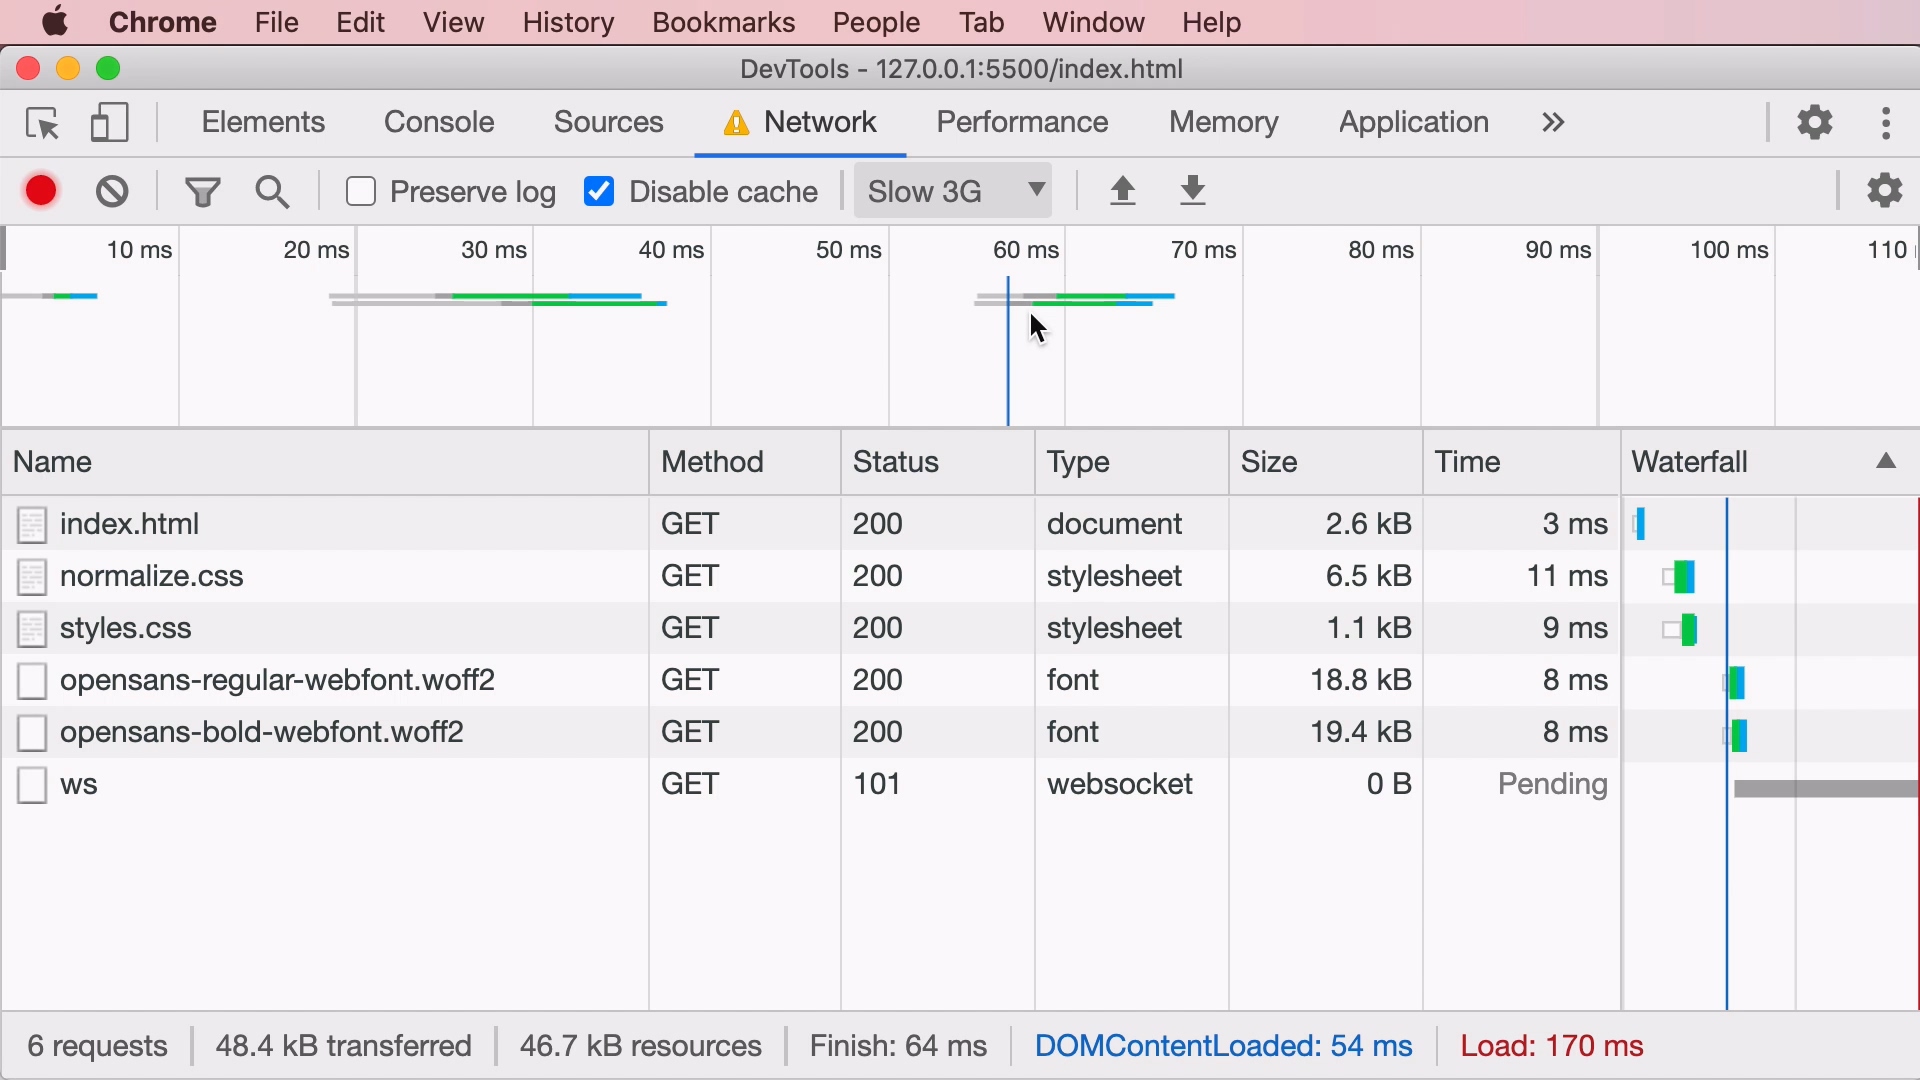 Chrome File Edit View History Bookmarks People Tab Window Help
DevTools - 127.0.0.1:5500/index.html
Elements Console Sources Network Performance Memory Application »
Preserve log Disable cache Slow 3G
10 ms 20 ms 30 ms 40 ms 50 ms 60 ms 70 ms 80 ms 90 ms 100 ms 110
Name Method Status Type Size Time Waterfall
index.html GET 200 document 2.6 kB 3 ms
normalize.css GET 200 stylesheet 6.5 kB 11 ms
styles.css GET 200 stylesheet 1.1 kB 9 ms
opensans-regular-webfont.woff2 GET 200 font 18.8 kB 8 ms
opensans-bold-webfont.woff2 GET 200 font 19.4 kB 8 ms
ws GET 101 websocket 0 B Pending
6 requests 48.4 kB transferred 46.7 kB resources Finish: 64 ms DOMContentLoaded: 54 ms Load: 170 ms